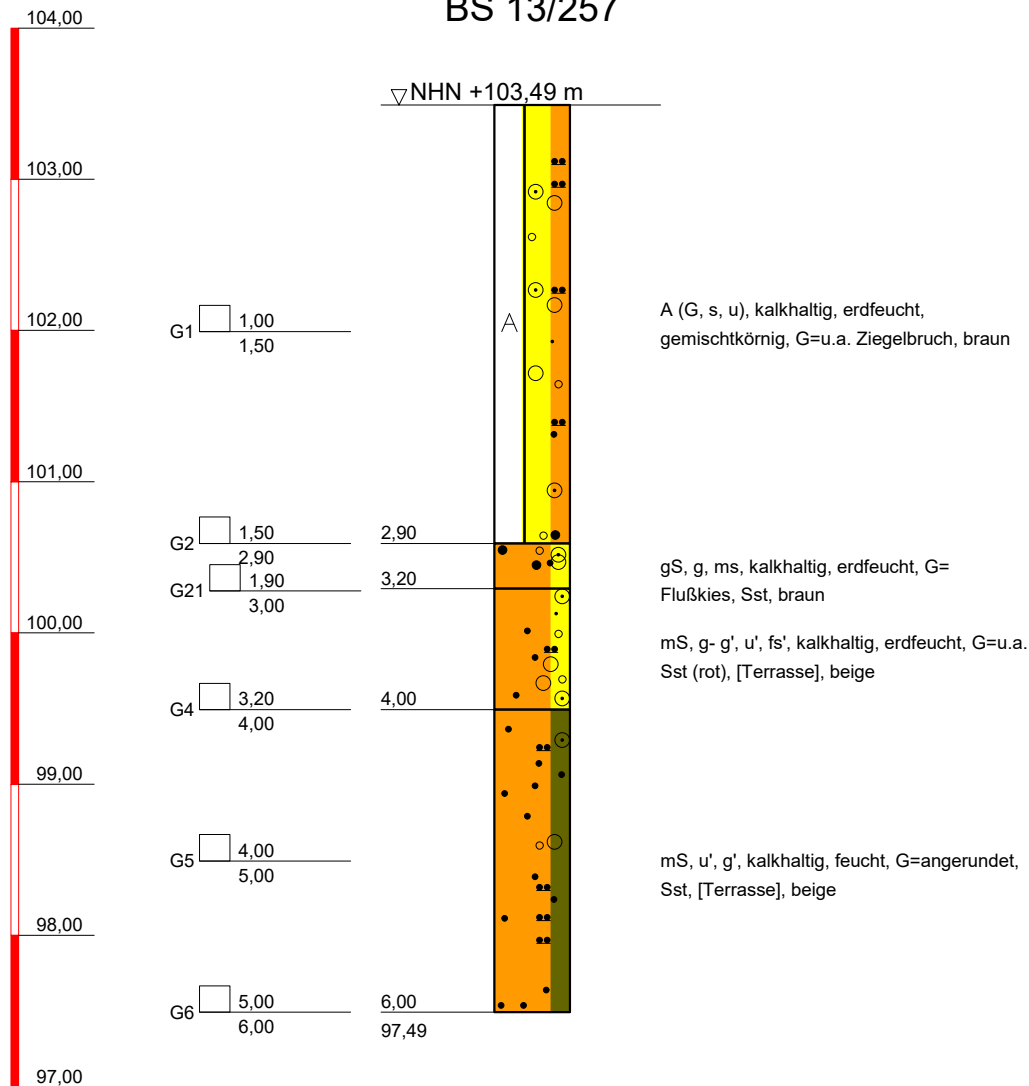 BS 13/257
104,00
NHN +103,49 m
103,00
102,00
101,00
100,00
99,00
98,00
97,00
G1 1,00
1,50
G2 1,50
2,90
G21 1,90
3,00
G4 3,20
4,00
G5 4,00
5,00
G6 5,00
6,00
2,90
3,20
4,00
6,00
97,49
A
A (G, s, u), kalkhaltig, erdfeucht,
gemischtkörnig, G=u.a. Ziegelbruch, braun
gS, g, ms, kalkhaltig, erdfeucht, G=
Flußkies, Sst, braun
mS, g- g', u', fs', kalkhaltig, erdfeucht, G=u.a.
Sst (rot), [Terrasse], beige
mS, u', g', kalkhaltig, feucht, G=angerundet,
Sst, [Terrasse], beige